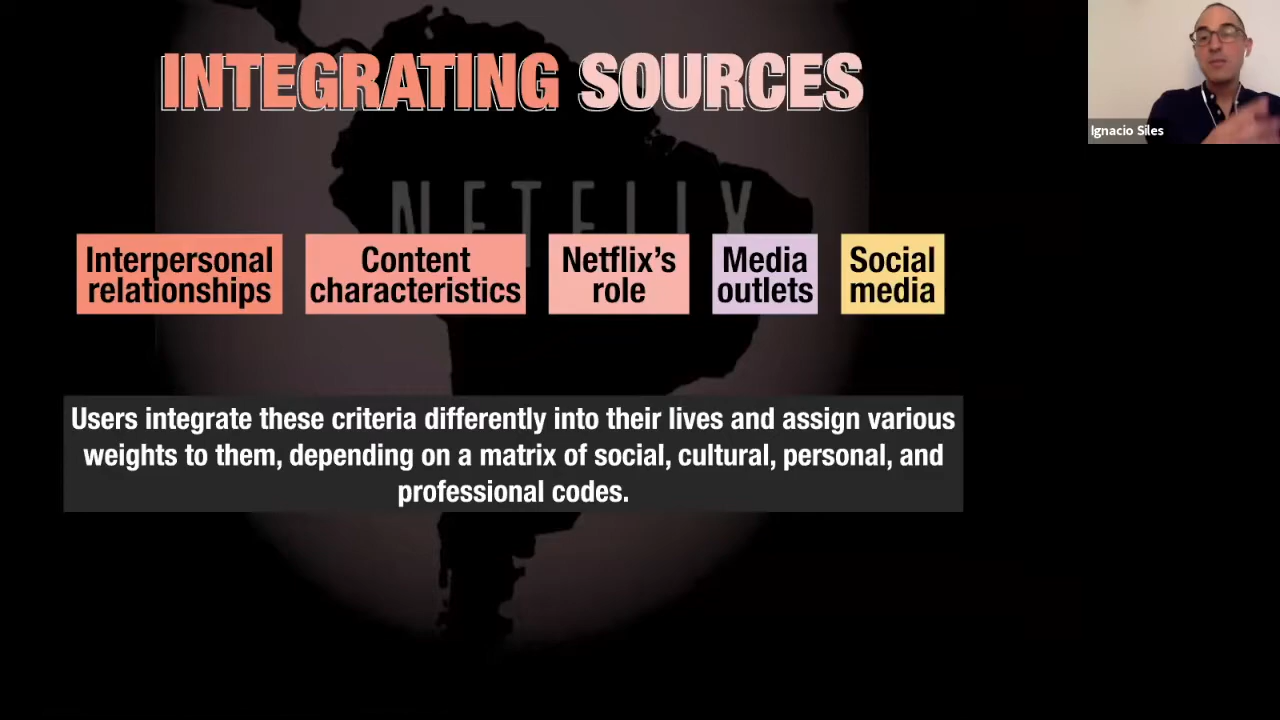 INTEGRATING SOURCES
Ignacio Siles
NETFLIX
Interpersonal
relationships
Content
characteristics
Netflix's
role
Media
outlets
Social
media
Users integrate these criteria differently into their lives and assign various
weights to them, depending on a matrix of social, cultural, personal, and
professional codes.